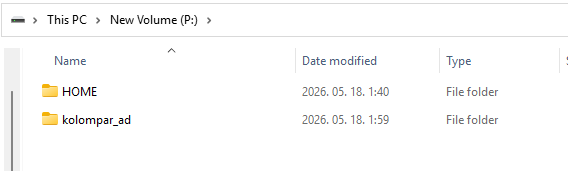 This PC > New Volume (P:) >
Name Date modified Type
HOME 2026. 05. 18. 1:40 File folder
kolompar_ad 2026. 05. 18. 1:59 File folder